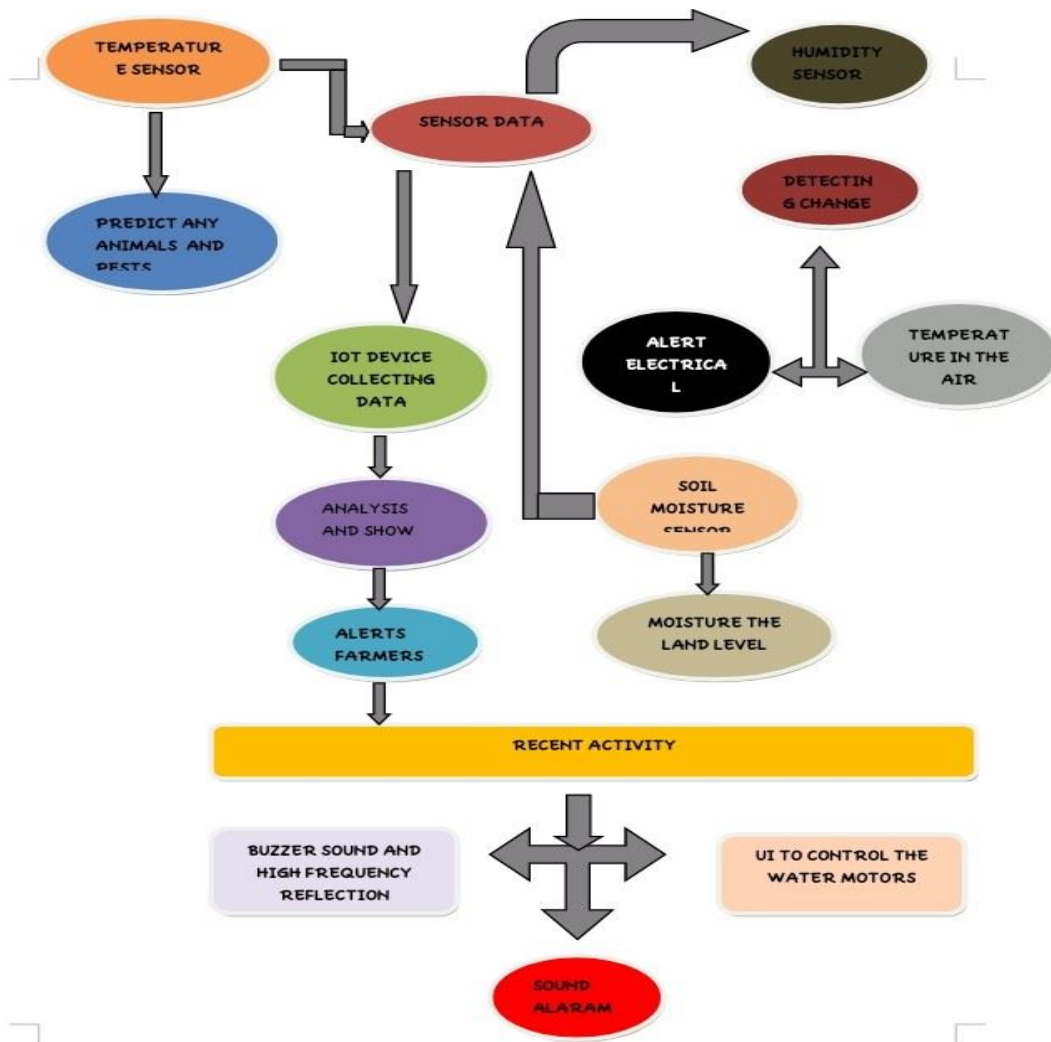 TEMPERATUR
E SENSOR
HUMIDITY
SENSOR
SENSOR DATA
DETECTIN
G CHANGE
PREDICT ANY
ANIMALS AND
PESTS
ALERT
ELECTRICA
L
TEMPERAT
URE IN THE
AIR
IOT DEVICE
COLLECTING
DATA
SOIL
MOISTURE
SENSOR
ANALYSIS
AND SHOW
MOISTURE THE
LAND LEVEL
ALERTS
FARMERS
RECENT ACTIVITY
BUZZER SOUND AND
HIGH FREQUENCY
REFLECTION
UI TO CONTROL THE
WATER MOTORS
SOUND
ALARAM